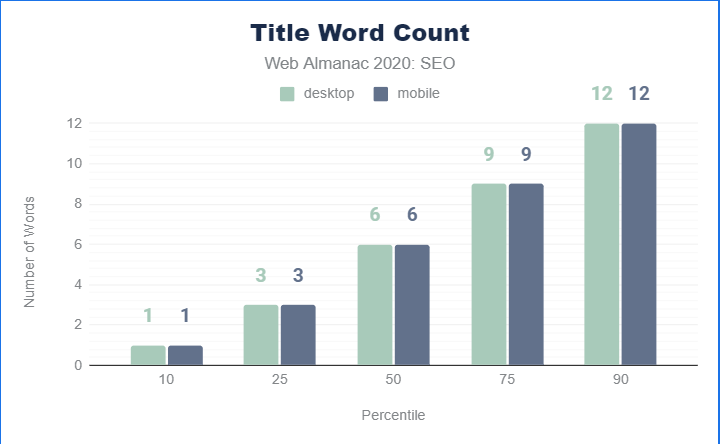 Title Word Count
Web Almanac 2020: SEO
desktop mobile
12 12
9 9
6 6
3 3
1 1
12
10
8
6
4
2
0
Number of Words
10 25 50 75 90
Percentile